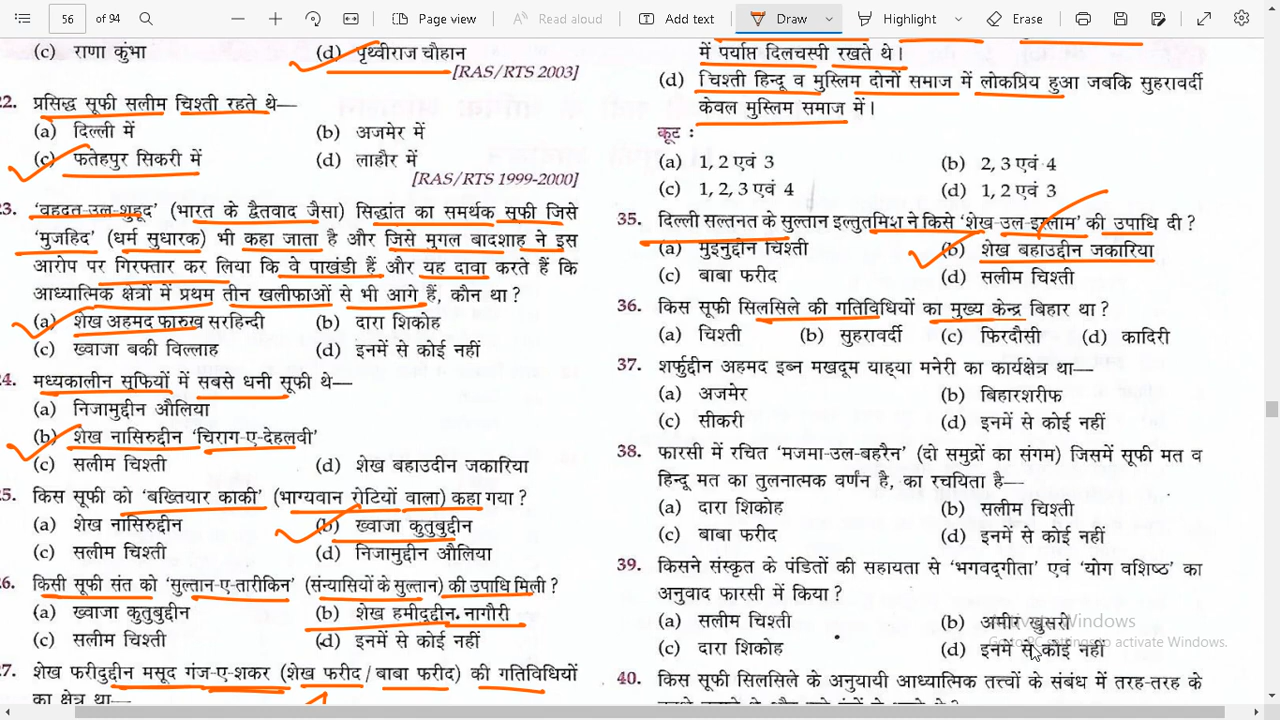 56 of 94 Page view Read aloud Add text Draw Highlight Erase
(c) राणा कुंभा (d) पृथ्वीराज चौहान
[RAS/RTS 2003]
22. प्रसिद्ध सूफी सलीम चिश्ती रहते थे—
(a) दिल्ली में (b) अजमेर में
(c) फतेहपुर सिकरी में (d) लाहौर में
[RAS/RTS 1999-2000]
23. 'वहदत-उल-शुहूद' (भारत के द्वैतवाद जैसा) सिद्धांत का समर्थक सूफी जिसे
'मुजहिद' (धर्म सुधारक) भी कहा जाता है और जिसे मुगल बादशाह ने इस
आरोप पर गिरफ्तार कर लिया कि वे पाखंडी हैं और यह दावा करते हैं कि
आध्यात्मिक क्षेत्रों में प्रथम तीन खलीफाओं से भी आगे हैं, कौन था ?
(a) शेख अहमद फारुख सरहिन्दी (b) दारा शिकोह
(c) ख्वाजा बकी विल्लाह (d) इनमें से कोई नहीं
24. मध्यकालीन सूफियों में सबसे धनी सूफी थे—
(a) निजामुद्दीन औलिया
(b) शेख नासिरुद्दीन 'चिराग-ए-देहलवी'
(c) सलीम चिश्ती (d) शेख बहाउदीन जकारिया
25. किस सूफी को 'बख्तियार काकी' (भाग्यवान रोटियों वाला) कहा गया ?
(a) शेख नासिरुद्दीन (b) ख्वाजा कुतुबुद्दीन
(c) सलीम चिश्ती (d) निजामुद्दीन औलिया
26. किसी सूफी संत को 'सुल्तान-ए-तारीकिन' (संन्यासियों के सुल्तान) की उपाधि मिली ?
(a) ख्वाजा कुतुबुद्दीन (b) शेख हमीदुद्दीन नागौरी
(c) सलीम चिश्ती (d) इनमें से कोई नहीं
27. शेख फरीदुद्दीन मसूद गंज-ए-शकर (शेख फरीद / बाबा फरीद) की गतिविधियों
का क्षेत्र था—
में पर्याप्त दिलचस्पी रखते थे।
(d) चिश्ती हिन्दू व मुस्लिम दोनों समाज में लोकप्रिय हुआ जबकि सुहरावर्दी
केवल मुस्लिम समाज में।
कूट :
(a) 1, 2 एवं 3 (b) 2, 3 एवं 4
(c) 1, 2, 3 एवं 4 (d) 1, 2 एवं 3
35. दिल्ली सल्तनत के सुल्तान इल्तुतमिश ने किसे 'शेख-उल-इस्लाम' की उपाधि दी ?
(a) मुइनुद्दीन चिश्ती (b) शेख बहाउद्दीन जकारिया
(c) बाबा फरीद (d) सलीम चिश्ती
36. किस सूफी सिलसिले की गतिविधियों का मुख्य केन्द्र बिहार था ?
(a) चिश्ती (b) सुहरावर्दी (c) फिरदौसी (d) कादिरी
37. शर्फुद्दीन अहमद इब्न मखदूम याह्या मनेरी का कार्यक्षेत्र था—
(a) अजमेर (b) बिहारशरीफ
(c) सीकरी (d) इनमें से कोई नहीं
38. फारसी में रचित 'मजमा-उल-बहरैन' (दो समुद्रों का संगम) जिसमें सूफी मत व
हिन्दू मत का तुलनात्मक वर्णन है, का रचयिता है—
(a) दारा शिकोह (b) सलीम चिश्ती
(c) बाबा फरीद (d) इनमें से कोई नहीं
39. किसने संस्कृत के पंडितों की सहायता से 'भगवद्गीता' एवं 'योग वशिष्ठ' का
अनुवाद फारसी में किया ?
(a) सलीम चिश्ती (b) अमीर खुसरो
(c) दारा शिकोह (d) इनमें से कोई नहीं
40. किस सूफी सिलसिले के अनुयायी आध्यात्मिक तत्त्वों के संबंध में तरह-तरह के
Activate Windows
Go to PC settings to activate Windows.